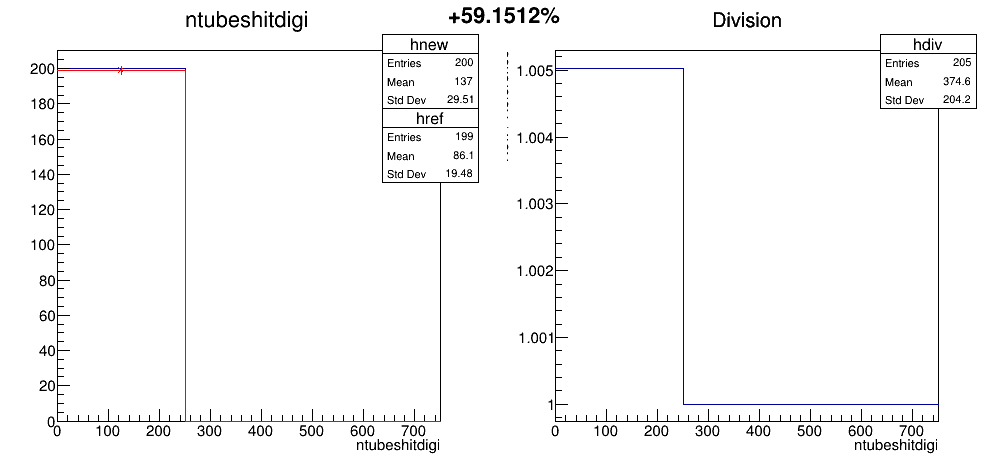 +59.1512%
ntubeshitdigi
hnew
Entries 200
Mean 137
Std Dev 29.51
href
Entries 199
Mean 86.1
Std Dev 19.48
200
180
160
140
120
100
80
60
40
20
0
0 100 200 300 400 500 600 700
ntubeshitdigi
Division
hdiv
Entries 205
Mean 374.6
Std Dev 204.2
1.005
1.004
1.003
1.002
1.001
1
0 100 200 300 400 500 600 700
ntubeshitdigi